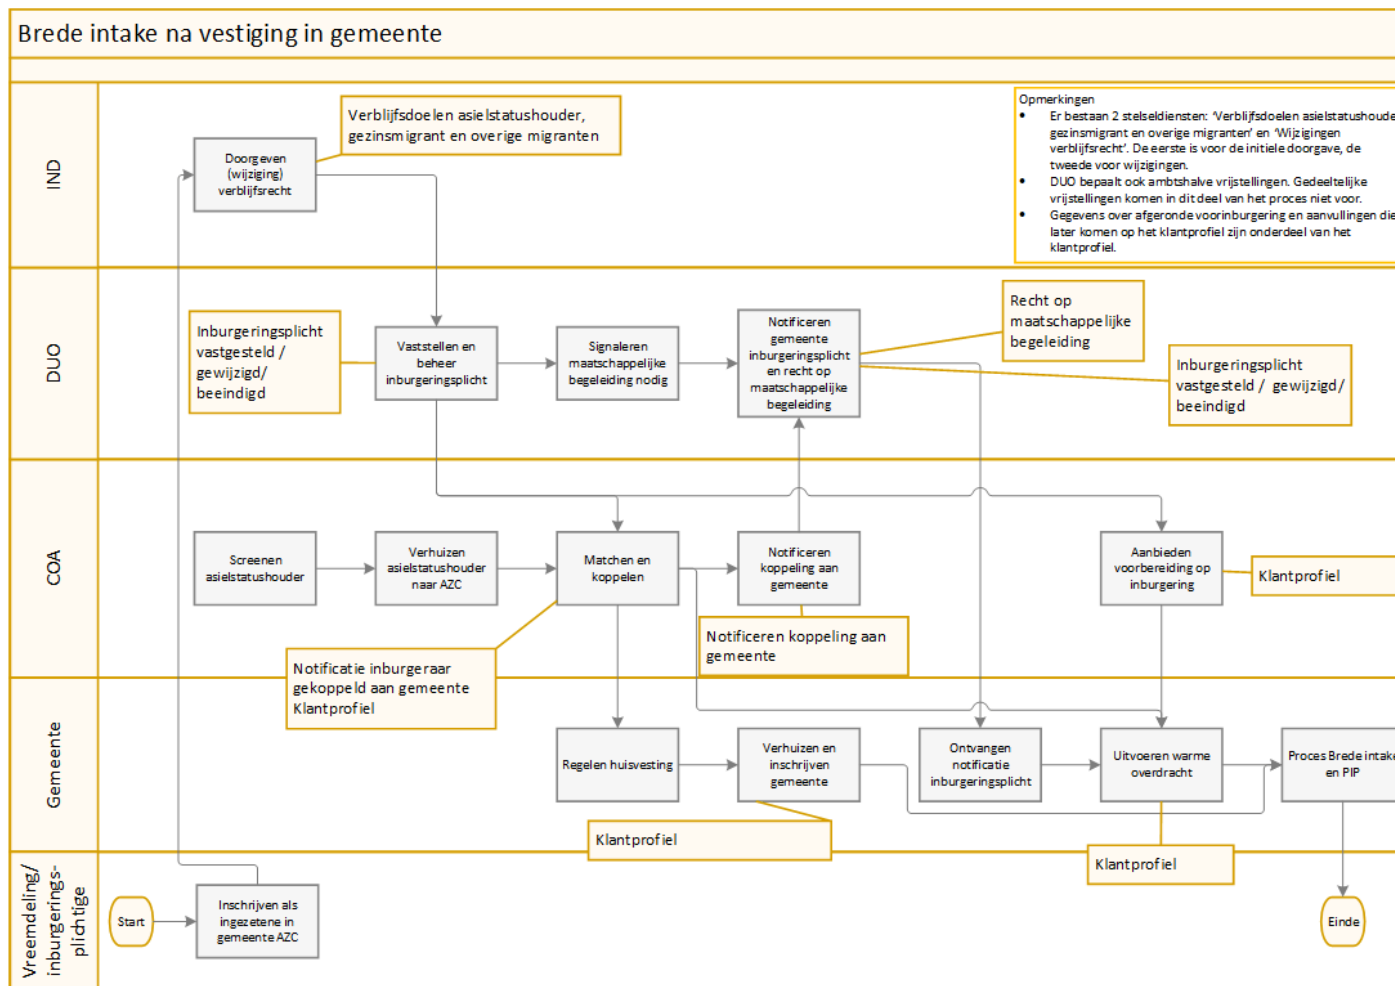 Brede intake na vestiging in gemeente
IND
Doorgeven
(wijziging)
verblijfsrecht
Verblijfsdoelen asielstatushouder,
gezinsmigrant en overige migranten
Opmerkingen
• Er bestaan 2 stelseldiensten: ‘Verblijfsdoelen asielstatushoude
gezinsmigrant en overige migranten’ en ‘Wijzigingen
verblijfsrecht’. De eerste is voor de initiele doorgave, de
tweede voor wijzigingen.
• DUO bepaalt ook ambtshalve vrijstellingen. Gedeeltelijke
vrijstellingen komen in dit deel van het proces niet voor.
• Gegevens over afgeronde voorinburgering en aanvullingen die
later komen op het klantprofiel zijn onderdeel van het
klantprofiel.
DUO
Inburgeringsplicht
vastgesteld /
gewijzigd/
beeindigd
Vaststellen en
beheer
inburgeringsplicht
Signaleren
maatschappelijke
begeleiding nodig
Notificeren
gemeente
inburgeringsplicht
en recht op
maatschappelijke
begeleiding
Recht op
maatschappelijke
begeleiding
Inburgeringsplicht
vastgesteld / gewijzigd/
beeindigd
COA
Screenen
asielstatushouder
Verhuizen
asielstatushouder
naar AZC
Matchen en
koppelen
Notificeren
koppeling aan
gemeente
Aanbieden
voorbereiding op
inburgering
Klantprofiel
Notificeren koppeling aan
gemeente
Notificatie inburgeraar
gekoppeld aan gemeente
Klantprofiel
Gemeente
Regelen huisvesting
Verhuizen en
inschrijven
gemeente
Ontvangen
notificatie
inburgeringsplicht
Uitvoeren warme
overdracht
Proces Brede intake
en PIP
Klantprofiel
Klantprofiel
Vreemdeling/
inburgerings-
plichtige
Start
Inschrijven als
ingezetene in
gemeente AZC
Einde